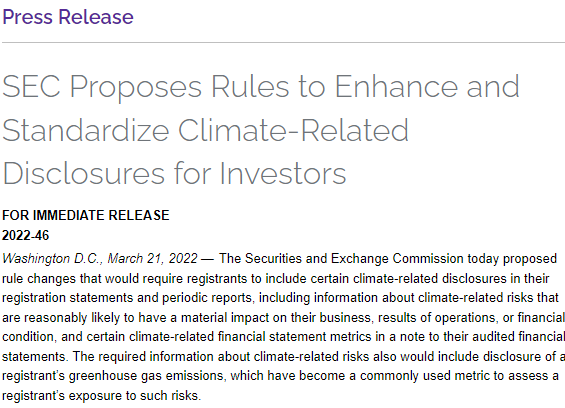 Press Release
SEC Proposes Rules to Enhance and
Standardize Climate-Related
Disclosures for Investors
FOR IMMEDIATE RELEASE
2022-46
Washington D.C., March 21, 2022 — The Securities and Exchange Commission today proposed
rule changes that would require registrants to include certain climate-related disclosures in their
registration statements and periodic reports, including information about climate-related risks that
are reasonably likely to have a material impact on their business, results of operations, or financial
condition, and certain climate-related financial statement metrics in a note to their audited financial
statements. The required information about climate-related risks also would include disclosure of a
registrant's greenhouse gas emissions, which have become a commonly used metric to assess a
registrant's exposure to such risks.